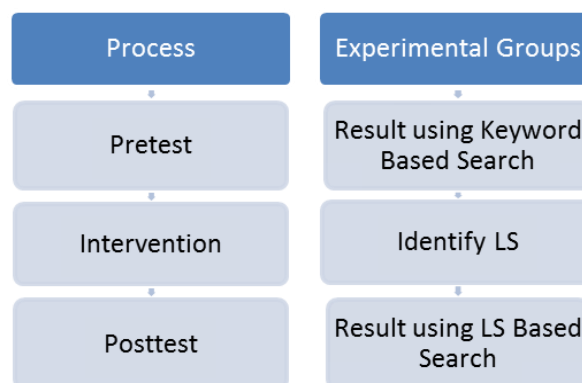 Process
Pretest
Intervention
Posttest
Experimental Groups
Result using Keyword
Based Search
Identify LS
Result using LS Based
Search